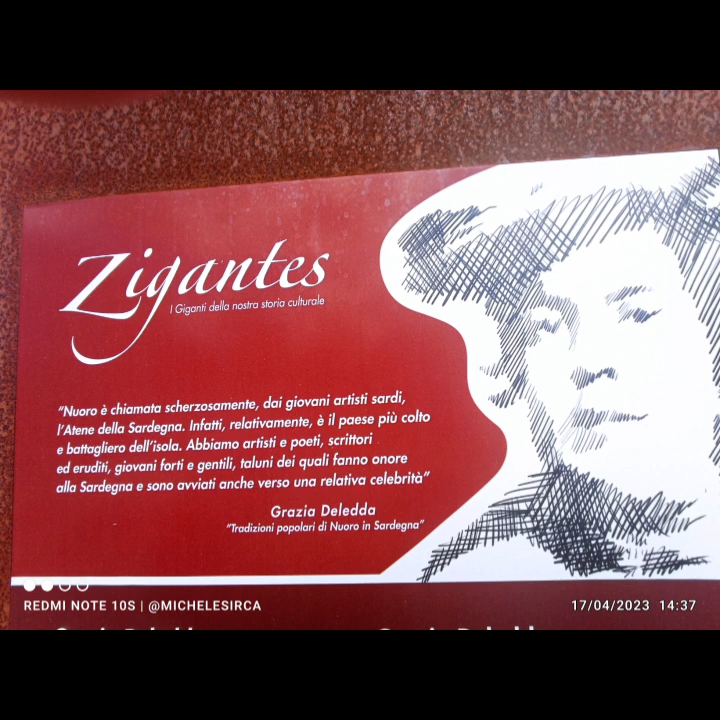 Zigantes
I Giganti della nostra storia culturale
"Nuoro è chiamata scherzosamente, dai giovani artisti sardi,
l'Atene della Sardegna. Infatti, relativamente, è il paese più colto
e battagliero dell'isola. Abbiamo artisti e poeti, scrittori
ed eruditi, giovani forti e gentili, taluni dei quali fanno onore
alla Sardegna e sono avviati anche verso una relativa celebrità"
Grazia Deledda
"Tradizioni popolari di Nuoro in Sardegna"
REDMI NOTE 10S | @MICHELESIRCA
17/04/2023 14:37